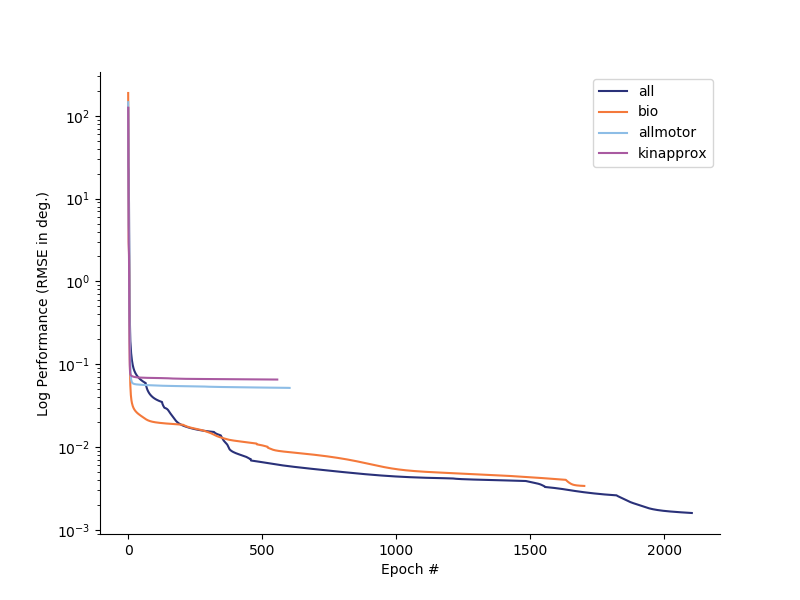 all
bio
allmotor
kinapprox
Log Performance (RMSE in deg.)
10²
10¹
10⁰
10⁻¹
10⁻²
10⁻³
0 500 1000 1500 2000
Epoch #